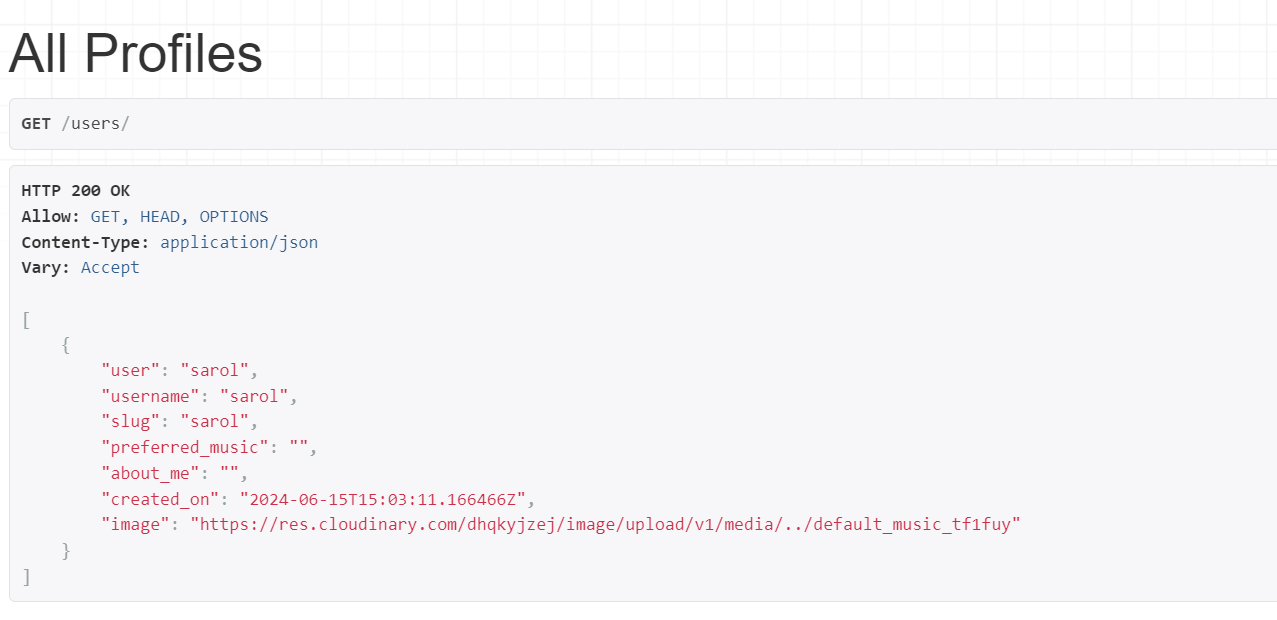 All Profiles
GET /users/
HTTP 200 OK
Allow: GET, HEAD, OPTIONS
Content-Type: application/json
Vary: Accept
[
    {
        "user": "sarol",
        "username": "sarol",
        "slug": "sarol",
        "preferred_music": "",
        "about_me": "",
        "created_on": "2024-06-15T15:03:11.166466Z",
        "image": "https://res.cloudinary.com/dhqkyjzej/image/upload/v1/media/../default_music_tf1fuy"
    }
]